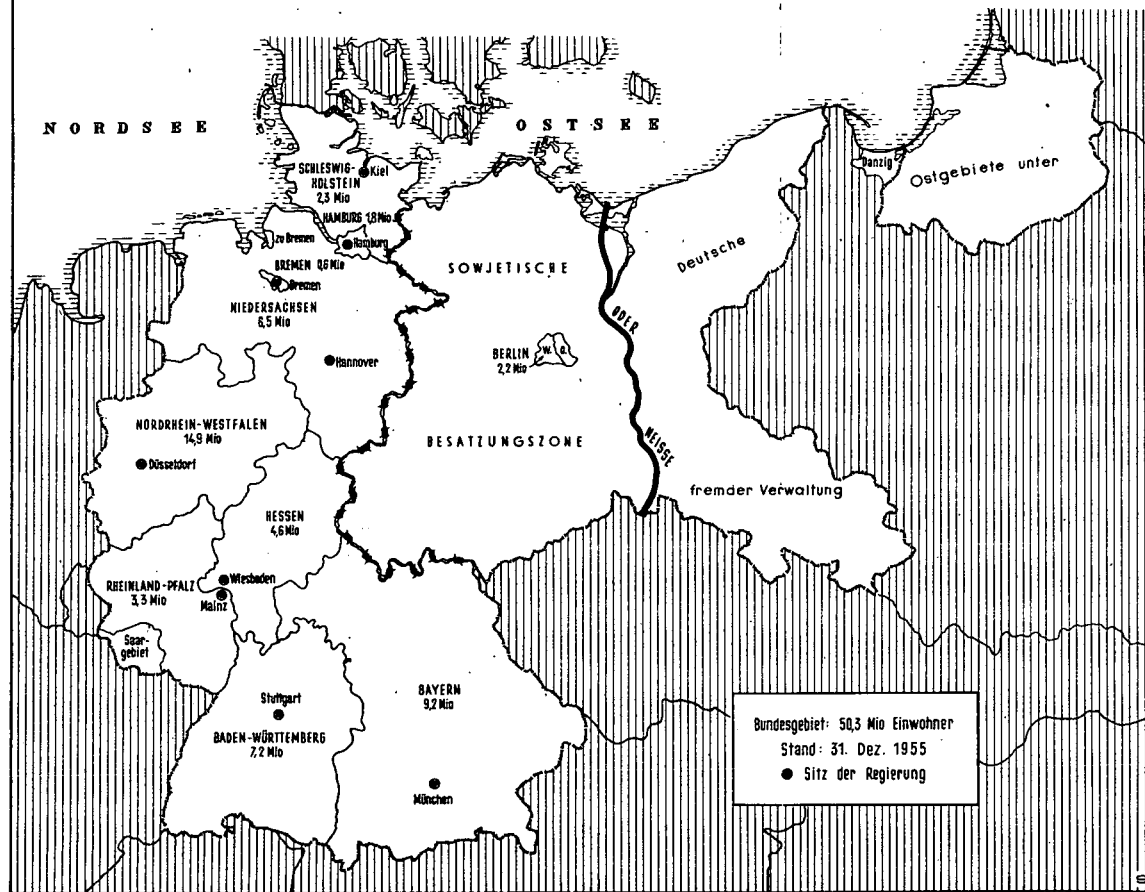 NORDSEE
OSTSEE
Danzig
Ostgebiete unter
Deutsche
fremder Verwaltung
SCHLESWIG-
HOLSTEIN
2,3 Mio
Kiel
HAMBURG 1,8 Mio
Hamburg
zu Bremen
BREMEN 0,6 Mio
Bremen
NIEDERSACHSEN
6,5 Mio
Hannover
SOWJETISCHE
BESATZUNGSZONE
BERLIN
2,2 Mio
W. O.
ODER
NEISSE
NORDRHEIN-WESTFALEN
14,9 Mio
Düsseldorf
HESSEN
4,6 Mio
Wiesbaden
RHEINLAND-PFALZ
3,3 Mio
Mainz
Saar-
gebiet
Stuttgart
BADEN-WÜRTTEMBERG
7,2 Mio
BAYERN
9,2 Mio
München
Bundesgebiet: 50,3 Mio Einwohner
Stand: 31. Dez. 1955
Sitz der Regierung